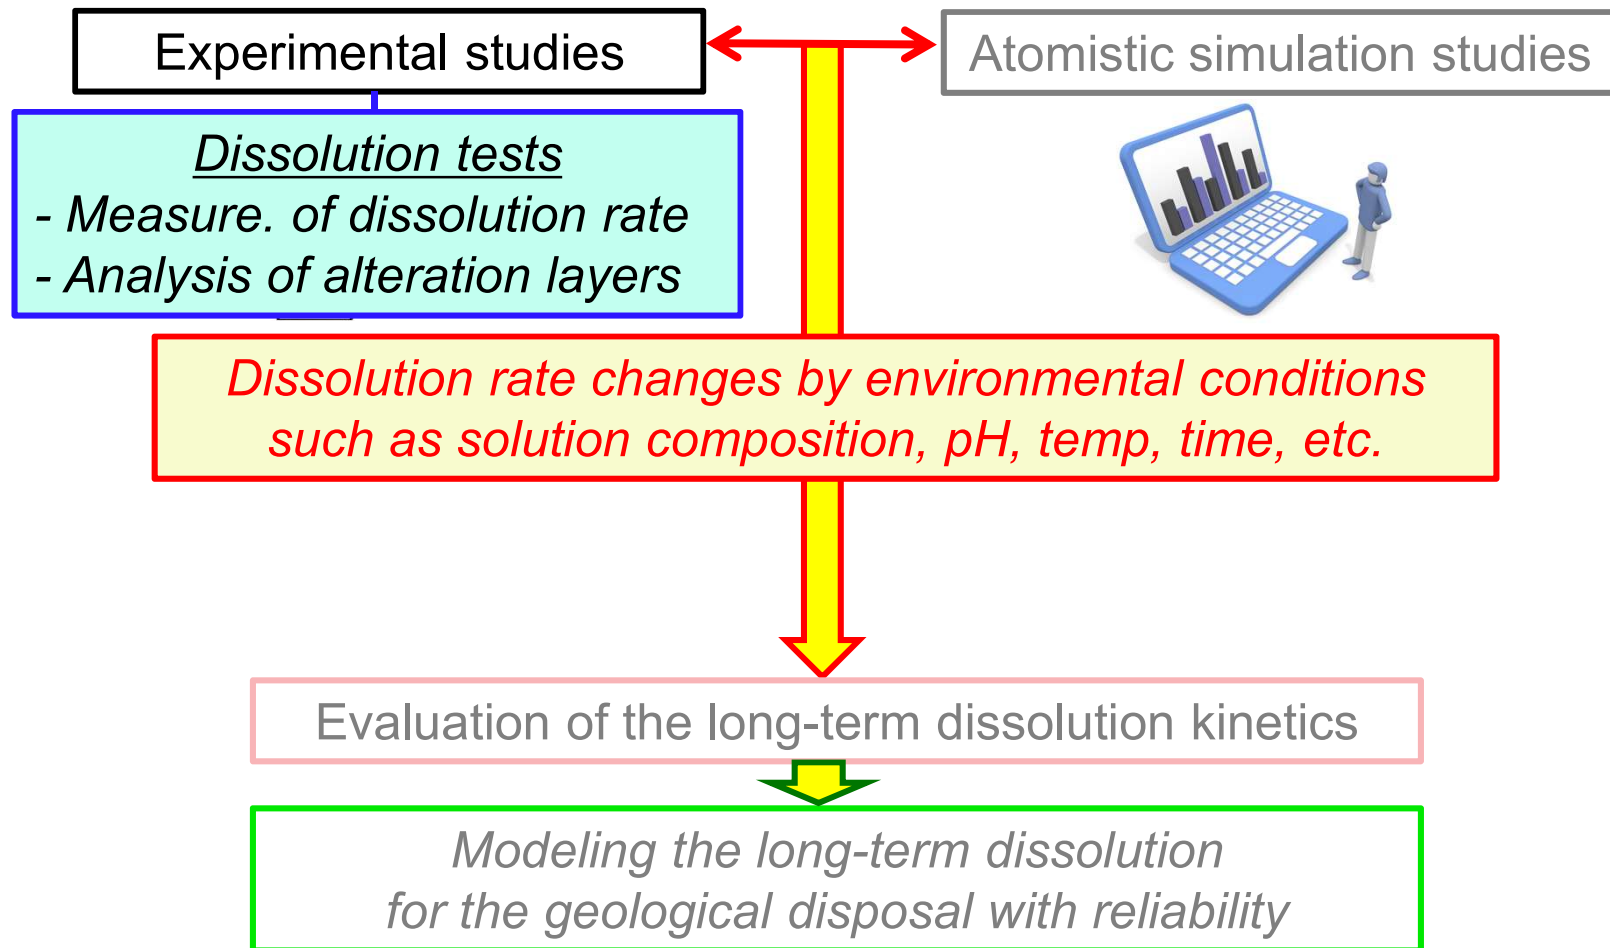 Experimental studies
Atomistic simulation studies
Dissolution tests
- Measure. of dissolution rate
- Analysis of alteration layers
Dissolution rate changes by environmental conditions
such as solution composition, pH, temp, time, etc.
Evaluation of the long-term dissolution kinetics
Modeling the long-term dissolution
for the geological disposal with reliability